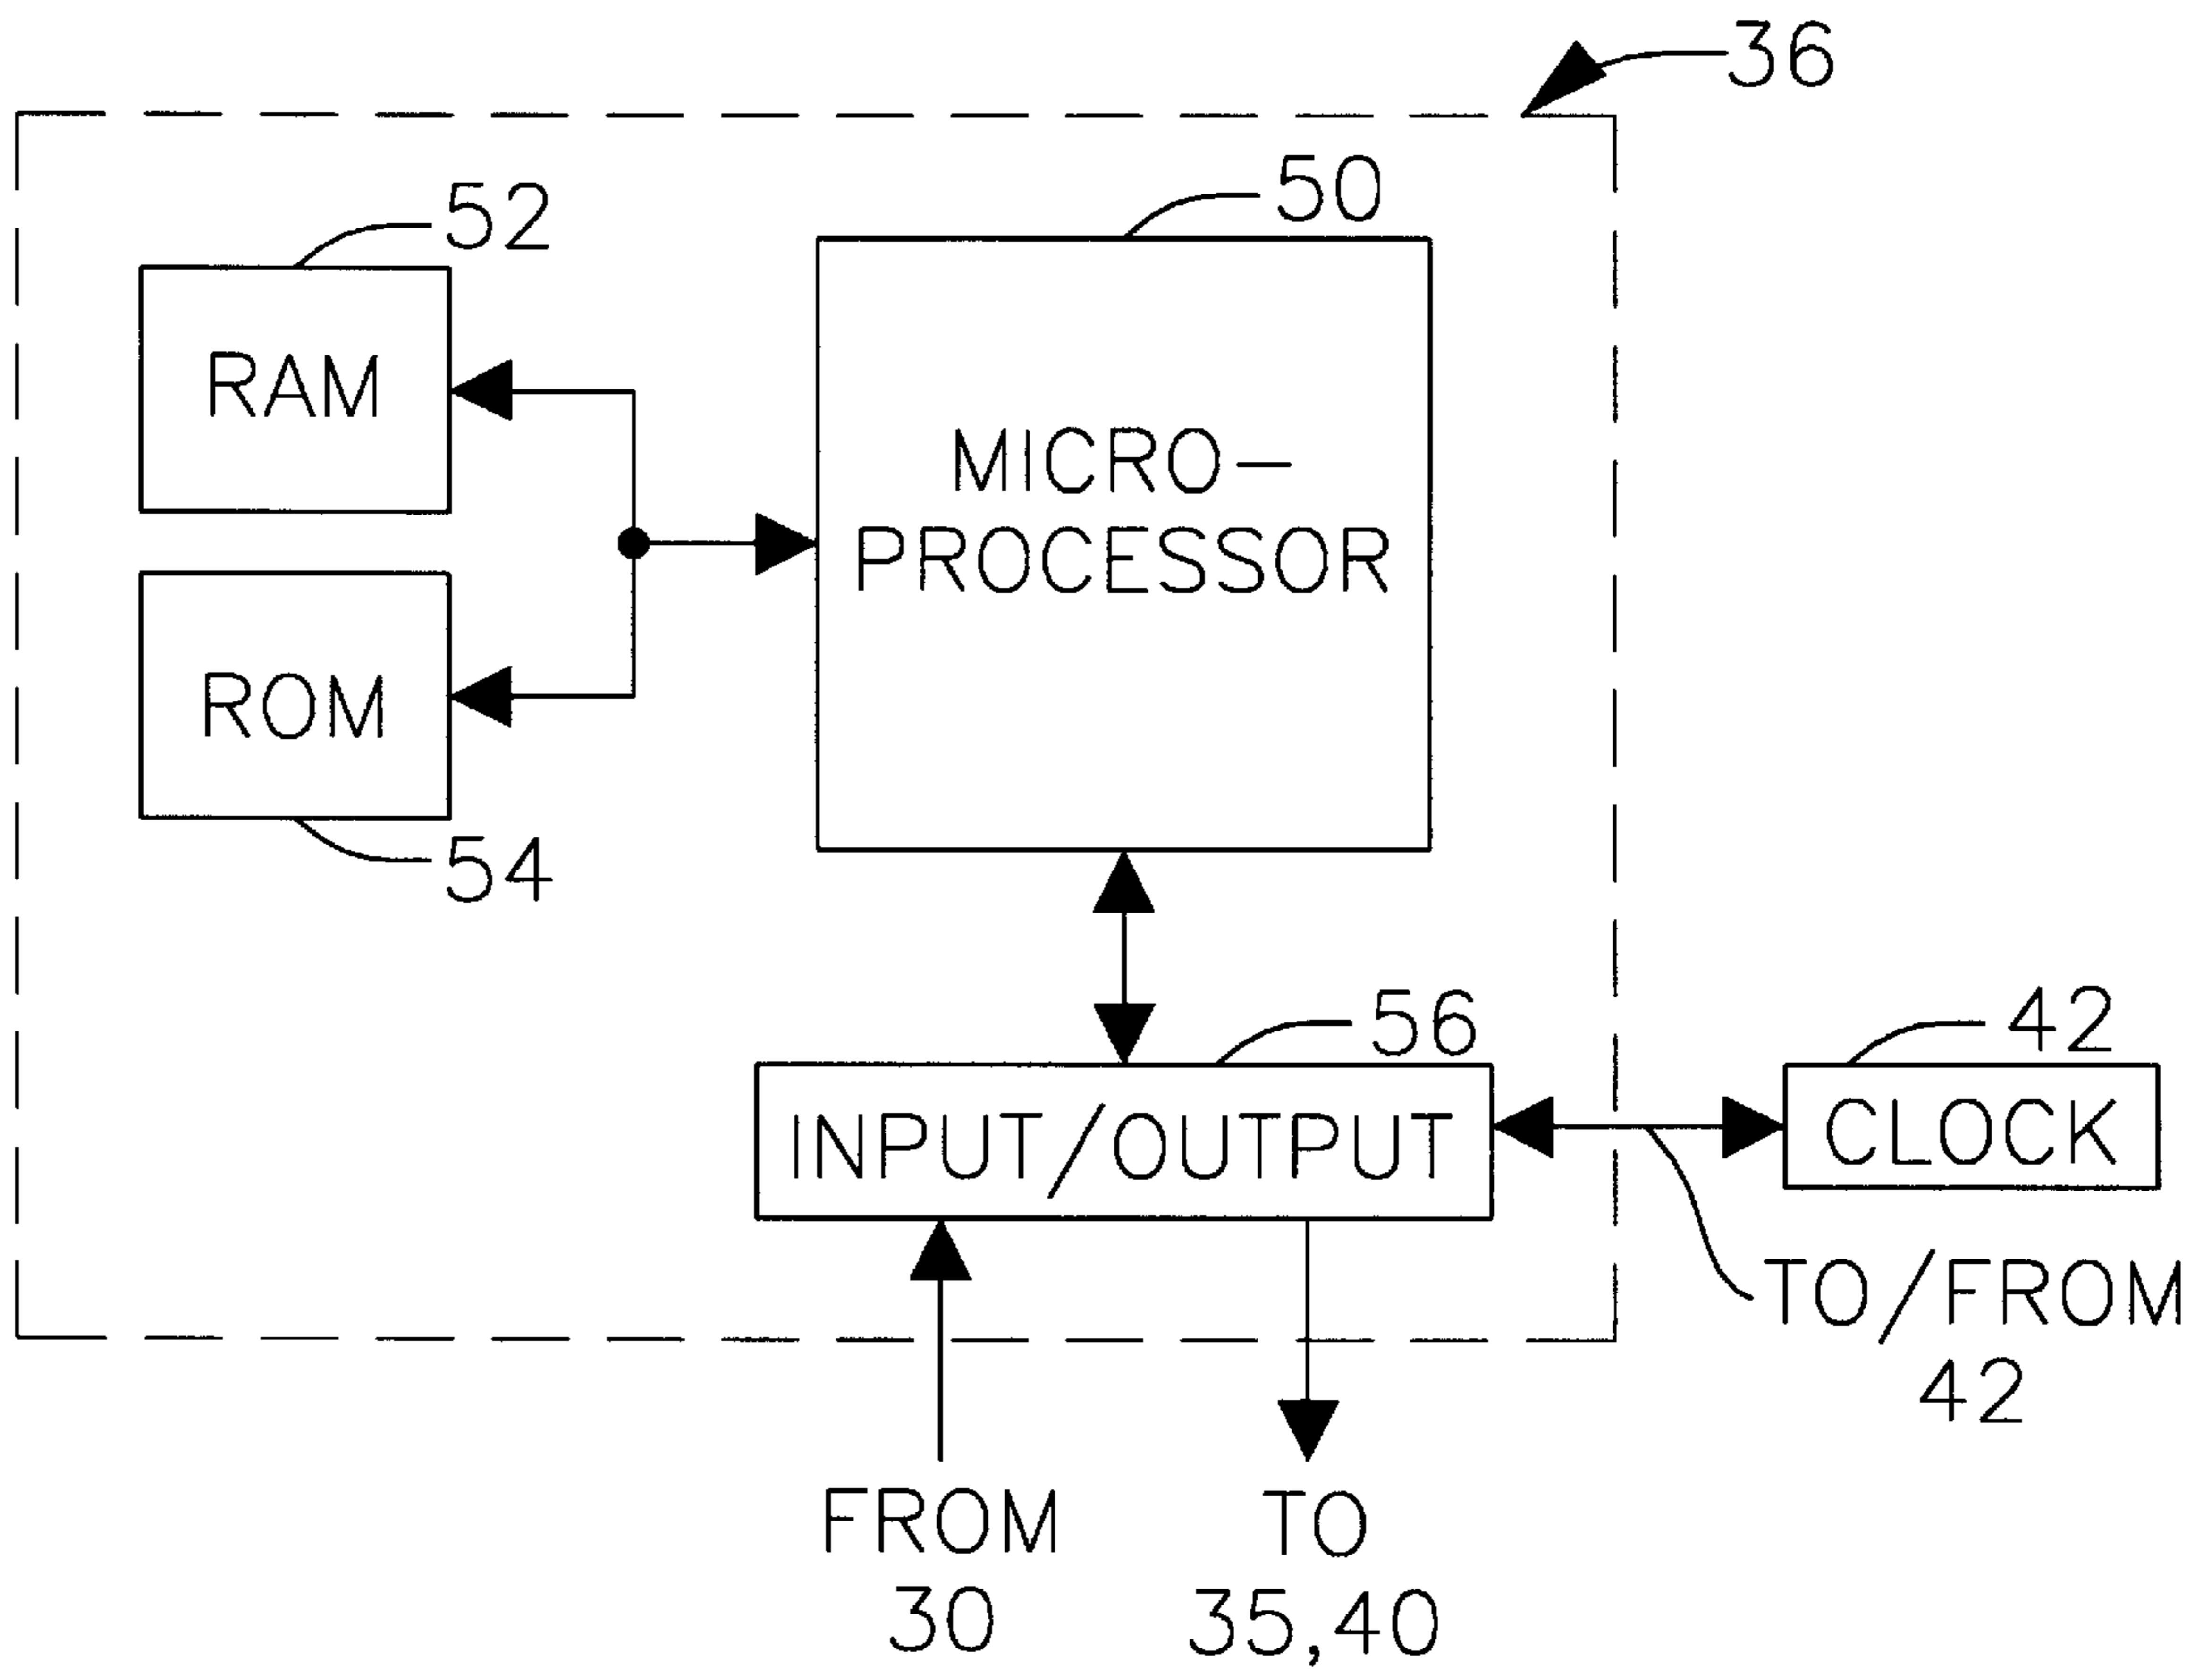 36
50
52
RAM
MICRO-
PROCESSOR
ROM
54
56
42
INPUT/OUTPUT
CLOCK
TO/FROM
42
FROM
30
TO
35,40